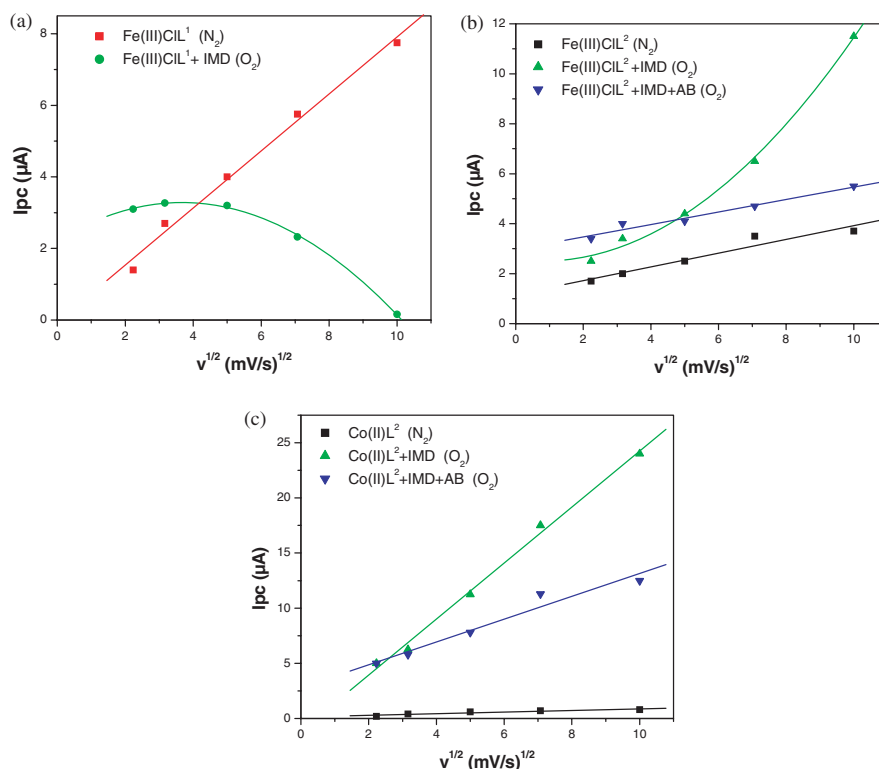 (a)
Fe(III)ClL¹ (N₂)
Fe(III)ClL¹+ IMD (O₂)
8
6
4
2
0
Ipc (µA)
0 2 4 6 8 10
v^1/2 (mV/s)^1/2
(b)
Fe(III)ClL² (N₂)
Fe(III)ClL²+IMD (O₂)
Fe(III)ClL²+IMD+AB (O₂)
12
10
8
6
4
2
0
Ipc (µA)
0 2 4 6 8 10
v^1/2 (mV/s)^1/2
(c)
Co(II)L² (N₂)
Co(II)L²+IMD (O₂)
Co(II)L²+IMD+AB (O₂)
25
20
15
10
5
0
Ipc (µA)
0 2 4 6 8 10
v^1/2 (mV/s)^1/2